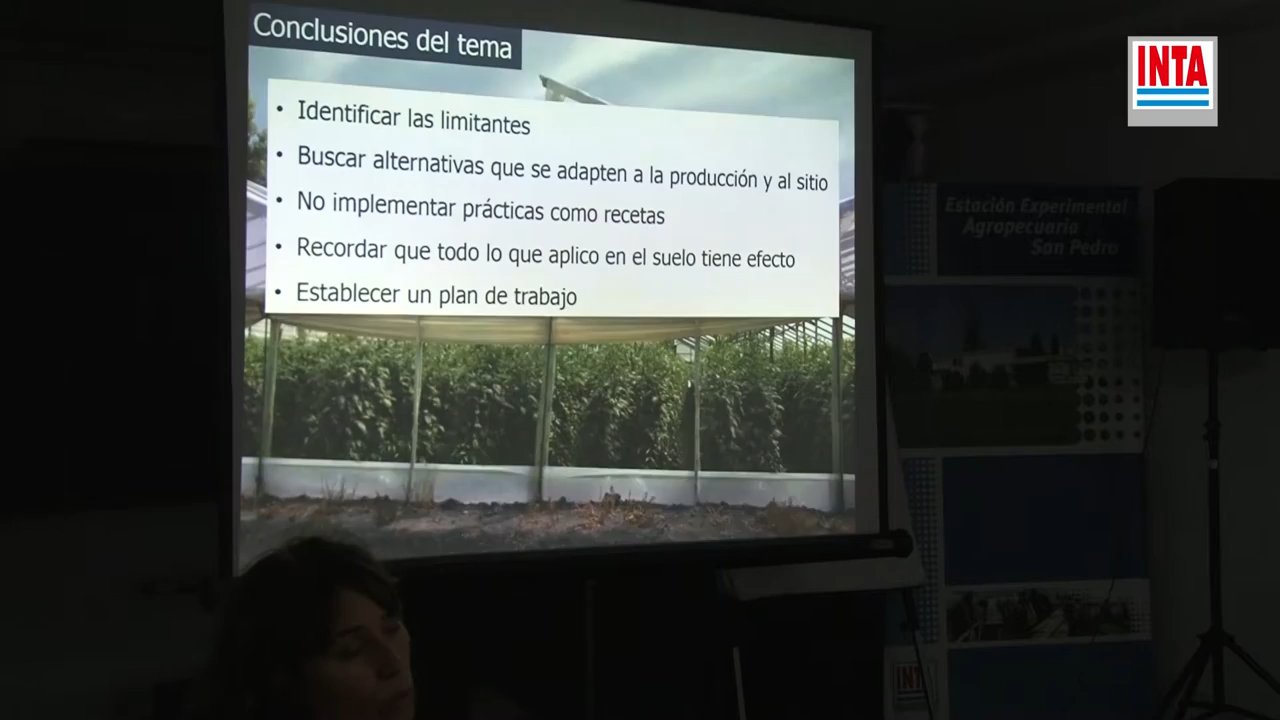 Conclusiones del tema
INTA
• Identificar las limitantes
• Buscar alternativas que se adapten a la producción y al sitio
• No implementar prácticas como recetas
• Recordar que todo lo que aplico en el suelo tiene efecto
• Establecer un plan de trabajo
Estación Experimental
Agropecuaria
San Pedro
INTA